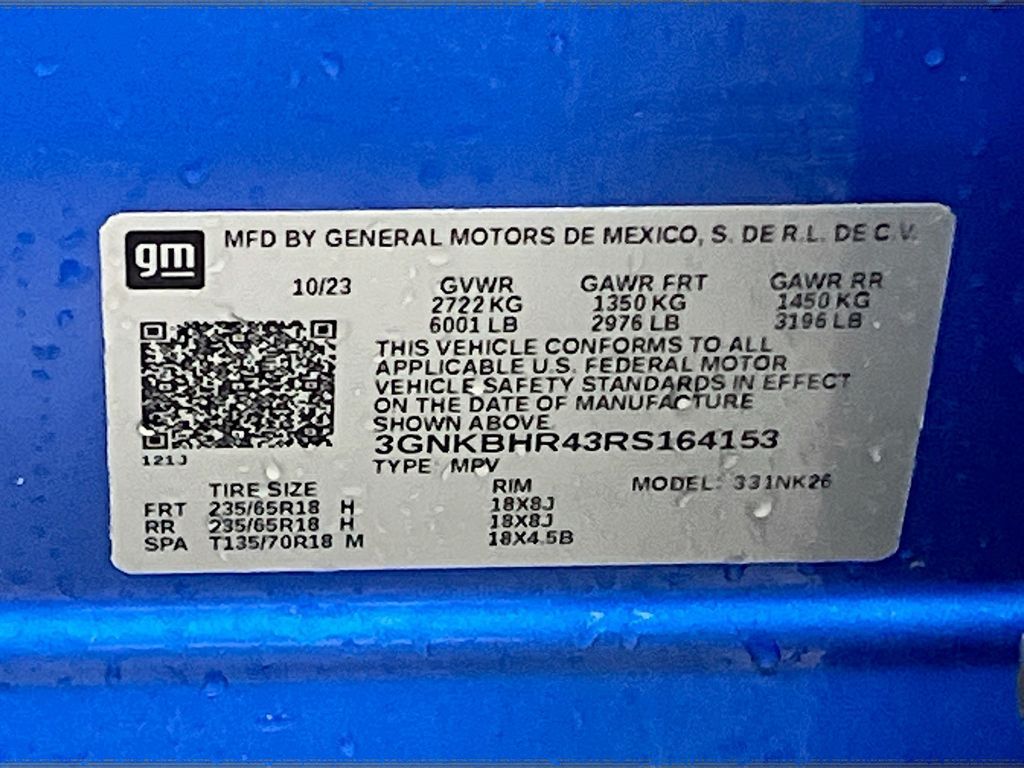 gm MFD BY GENERAL MOTORS DE MEXICO, S. DE R.L. DE C.V.
10/23 GVWR GAWR FRT GAWR RR
2722 KG 1350 KG 1450 KG
6001 LB 2976 LB 3196 LB
THIS VEHICLE CONFORMS TO ALL
APPLICABLE U.S. FEDERAL MOTOR
VEHICLE SAFETY STANDARDS IN EFFECT
ON THE DATE OF MANUFACTURE
SHOWN ABOVE
3GNKBHR43RS164153
121J
TYPE MPV
TIRE SIZE RIM MODEL: 331NK26
FRT 235/65R18 H 18X8J
RR 235/65R18 H 18X8J
SPA T135/70R18 M 18X4.5B